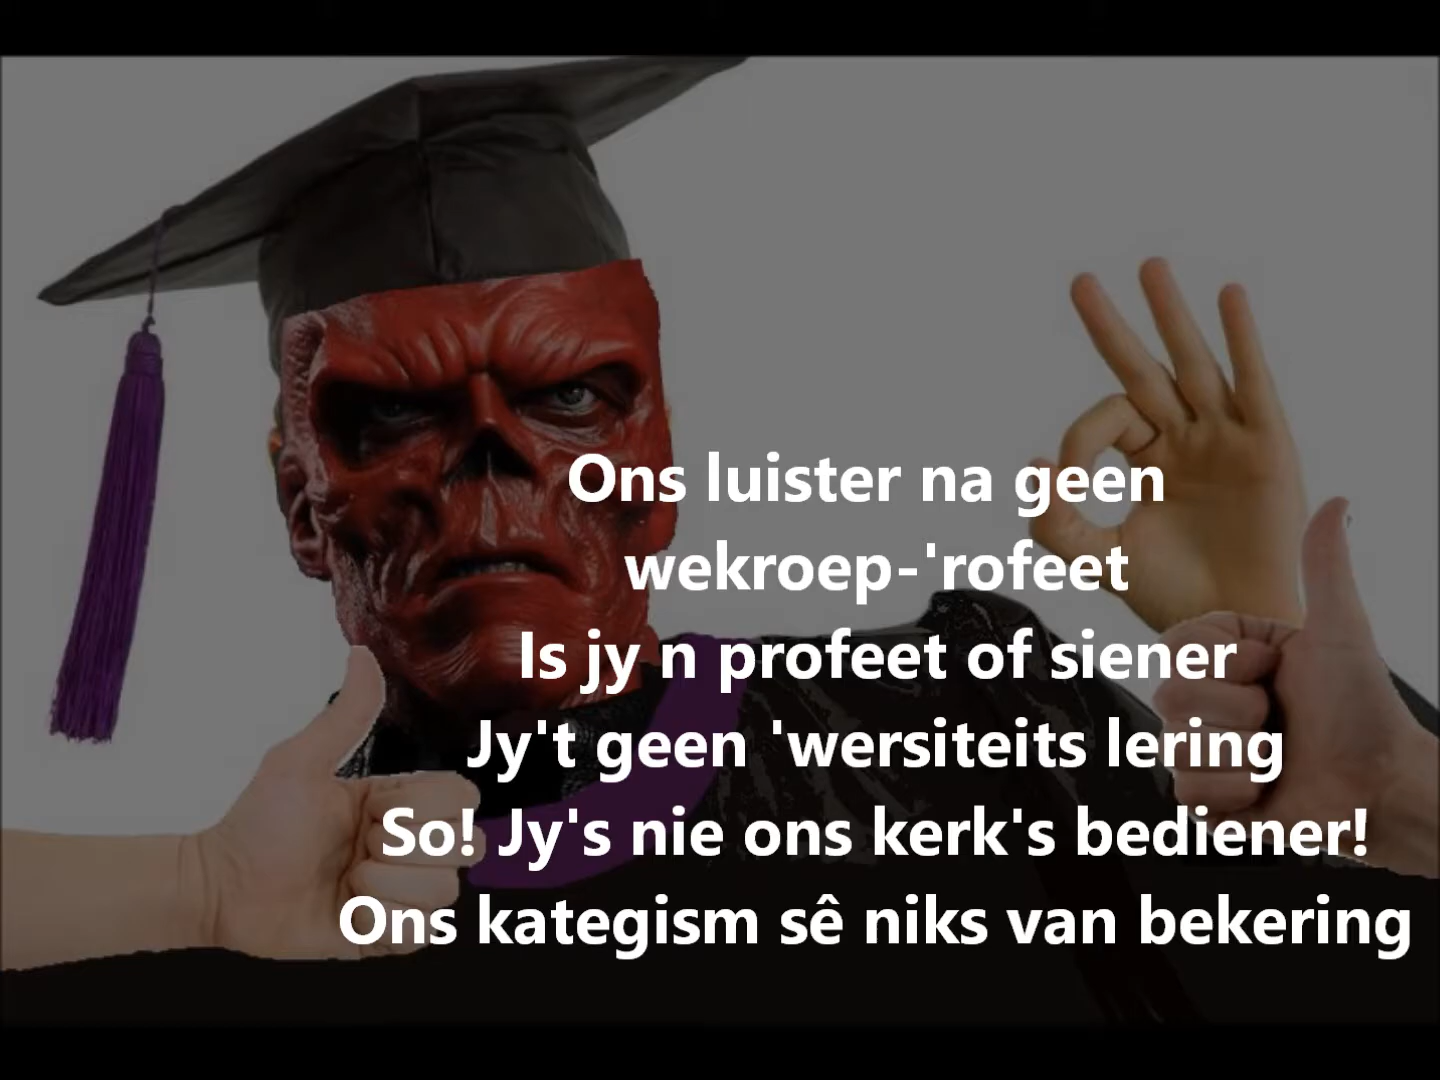 Ons luister na geen
wekroep-'rofeet
Is jy n profeet of siener
Jy't geen 'wersiteits lering
So! Jy's nie ons kerk's bediener!
Ons kategism sê niks van bekering